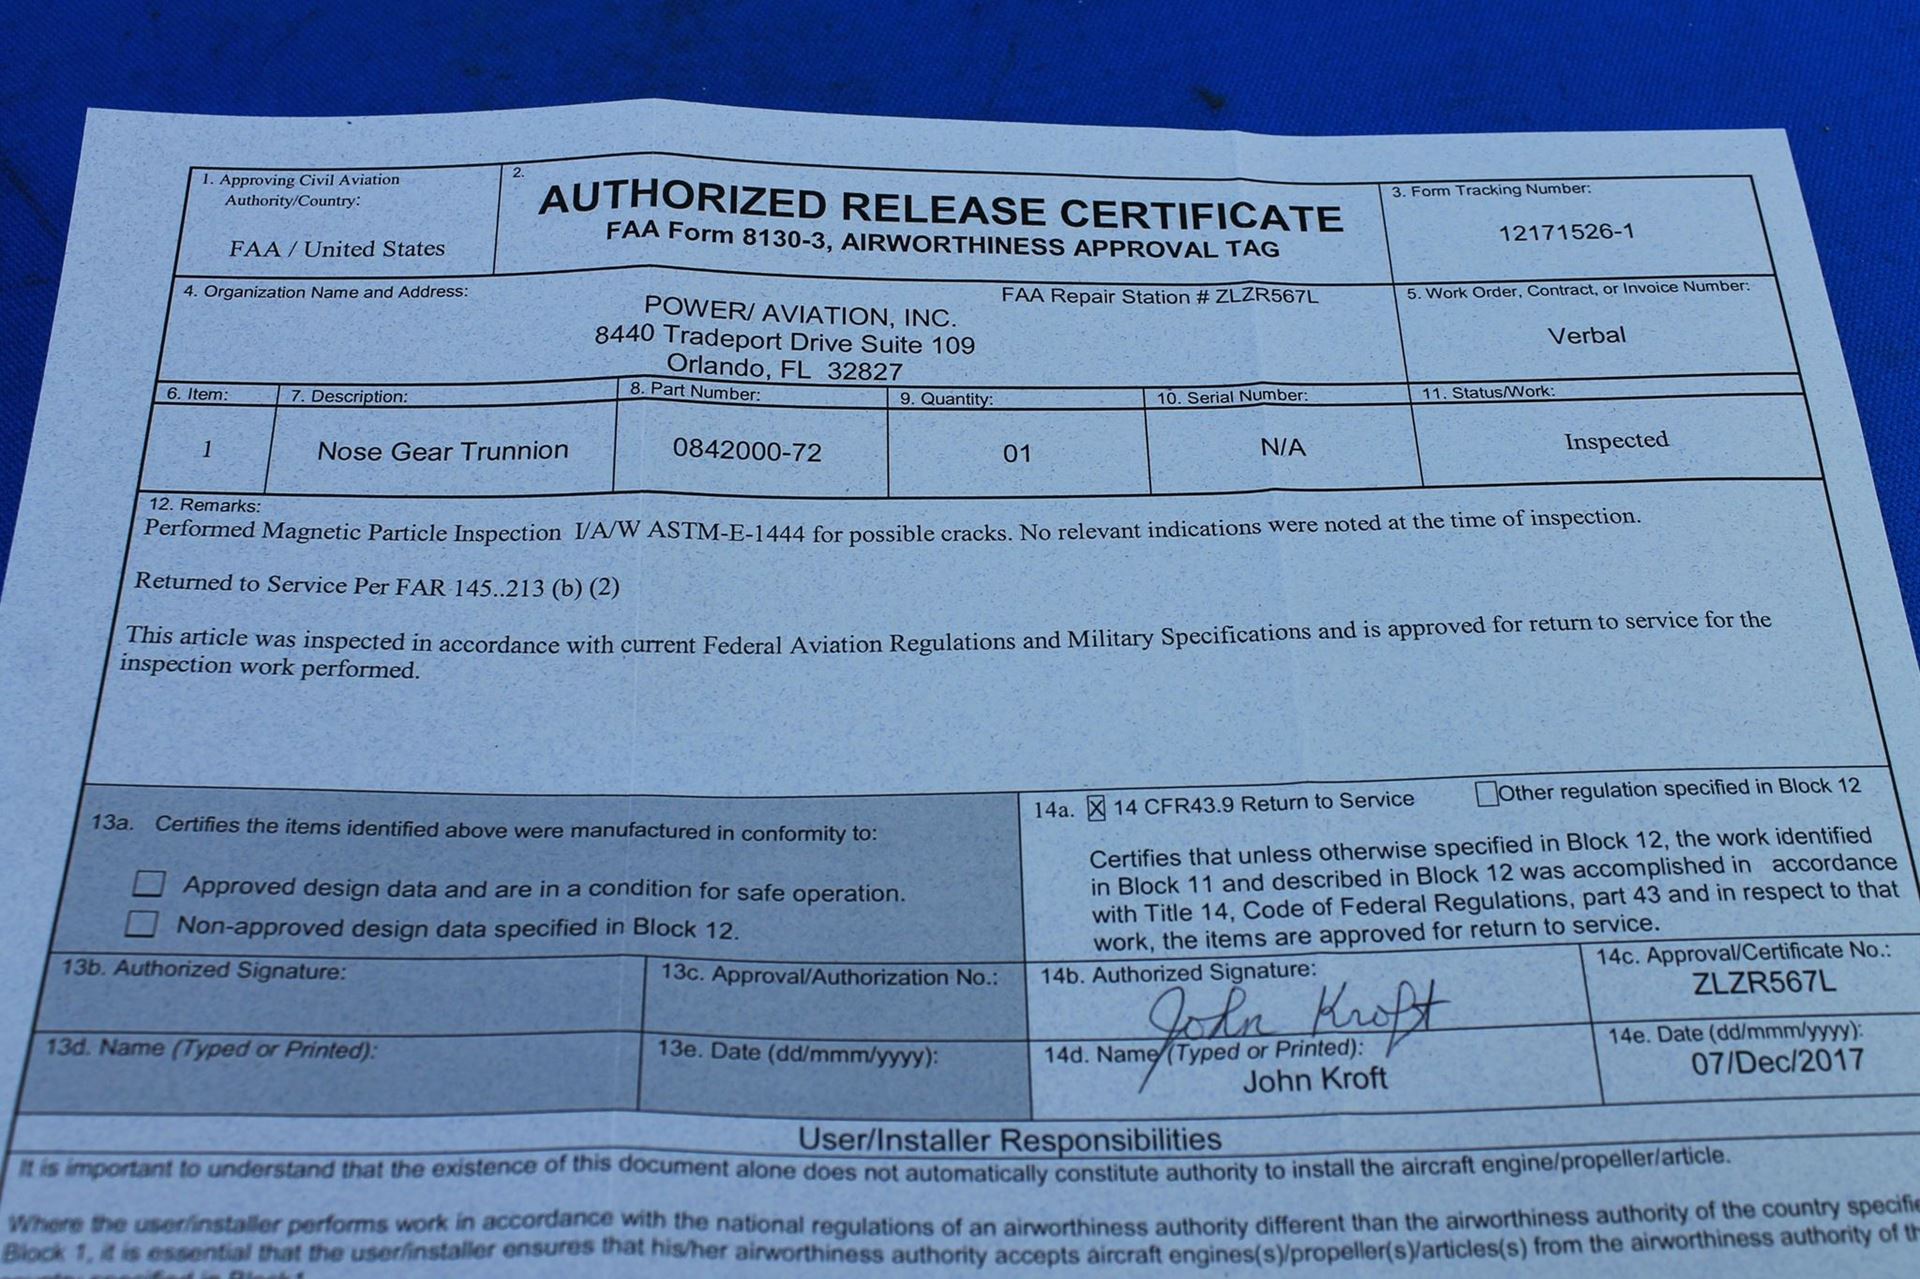 1. Approving Civil Aviation
Authority/Country:
FAA / United States
2.
AUTHORIZED RELEASE CERTIFICATE
FAA Form 8130-3, AIRWORTHINESS APPROVAL TAG
3. Form Tracking Number:
12171526-1
4. Organization Name and Address:
FAA Repair Station # ZLZR567L
POWER/ AVIATION, INC.
8440 Tradeport Drive Suite 109
Orlando, FL 32827
5. Work Order, Contract, or Invoice Number:
Verbal
6. Item:
7. Description:
8. Part Number:
9. Quantity:
10. Serial Number:
11. Status/Work:
1
Nose Gear Trunnion
0842000-72
01
N/A
Inspected
12. Remarks:
Performed Magnetic Particle Inspection I/A/W ASTM-E-1444 for possible cracks. No relevant indications were noted at the time of inspection.
Returned to Service Per FAR 145..213 (b) (2)
This article was inspected in accordance with current Federal Aviation Regulations and Military Specifications and is approved for return to service for the
inspection work performed.
13a. Certifies the items identified above were manufactured in conformity to:
Approved design data and are in a condition for safe operation.
Non-approved design data specified in Block 12.
14a. X 14 CFR43.9 Return to Service
Other regulation specified in Block 12
Certifies that unless otherwise specified in Block 12, the work identified
in Block 11 and described in Block 12 was accomplished in accordance
with Title 14, Code of Federal Regulations, part 43 and in respect to that
work, the items are approved for return to service.
13b. Authorized Signature:
13c. Approval/Authorization No.:
14b. Authorized Signature:
John Kroft
14c. Approval/Certificate No.:
ZLZR567L
13d. Name (Typed or Printed):
13e. Date (dd/mmm/yyyy):
14d. Name (Typed or Printed):
John Kroft
14e. Date (dd/mmm/yyyy):
07/Dec/2017
User/Installer Responsibilities
It is important to understand that the existence of this document alone does not automatically constitute authority to install the aircraft engine/propeller/article.
Where the user/installer performs work in accordance with the national regulations of an airworthiness authority different than the airworthiness authority of the country
Block 1, it is essential that the user/installer ensures that his/her airworthiness authority accepts aircraft engines(s)/propeller(s)/articles(s) from the airworthiness authority of